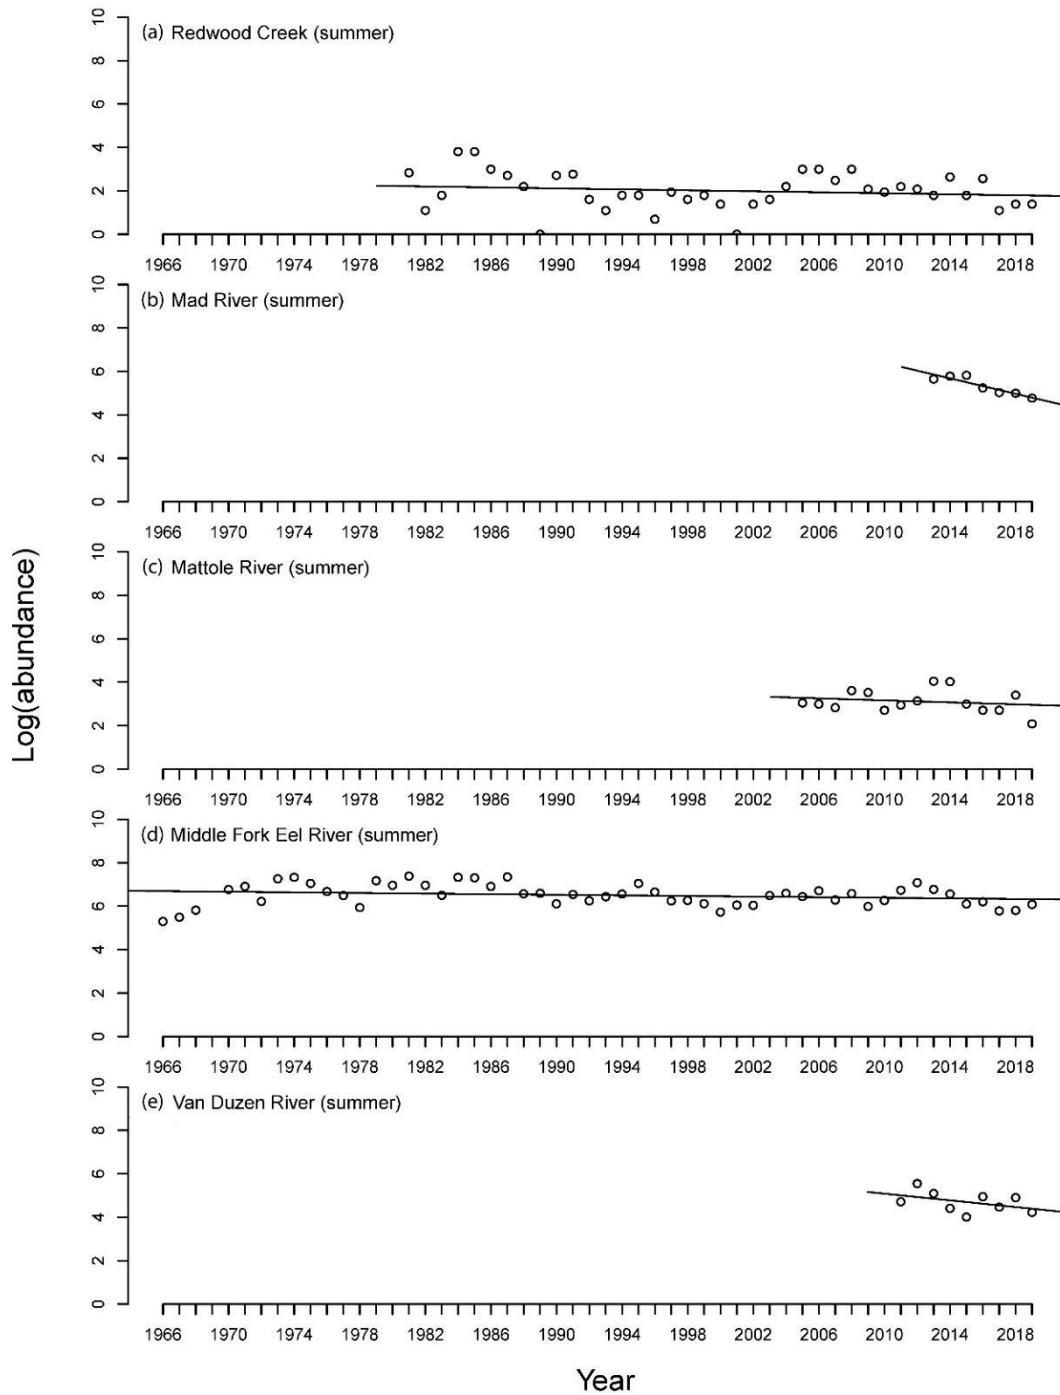 (a) Redwood Creek (summer)
10
8
6
4
2
0
1966 1970 1974 1978 1982 1986 1990 1994 1998 2002 2006 2010 2014 2018
(b) Mad River (summer)
10
8
6
4
2
0
1966 1970 1974 1978 1982 1986 1990 1994 1998 2002 2006 2010 2014 2018
(c) Mattole River (summer)
10
8
6
4
2
0
1966 1970 1974 1978 1982 1986 1990 1994 1998 2002 2006 2010 2014 2018
(d) Middle Fork Eel River (summer)
10
8
6
4
2
0
1966 1970 1974 1978 1982 1986 1990 1994 1998 2002 2006 2010 2014 2018
(e) Van Duzen River (summer)
10
8
6
4
2
0
1966 1970 1974 1978 1982 1986 1990 1994 1998 2002 2006 2010 2014 2018
Log(abundance)
Year